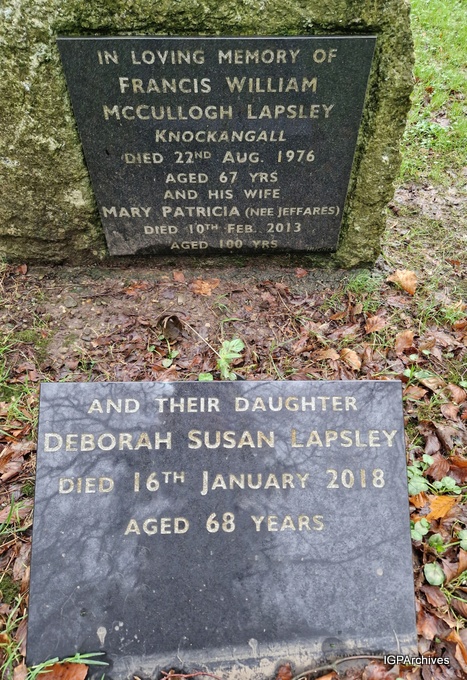 IN LOVING MEMORY OF
FRANCIS WILLIAM
McCULLOGH LAPSLEY
KNOCKANGALL
DIED 22ND AUG. 1976
AGED 67 YRS
AND HIS WIFE
MARY PATRICIA (NEE JEFFARES)
DIED 10TH FEB. 2013
AGED 100 YRS
AND THEIR DAUGHTER
DEBORAH SUSAN LAPSLEY
DIED 16TH JANUARY 2018
AGED 68 YEARS
IGPArchives